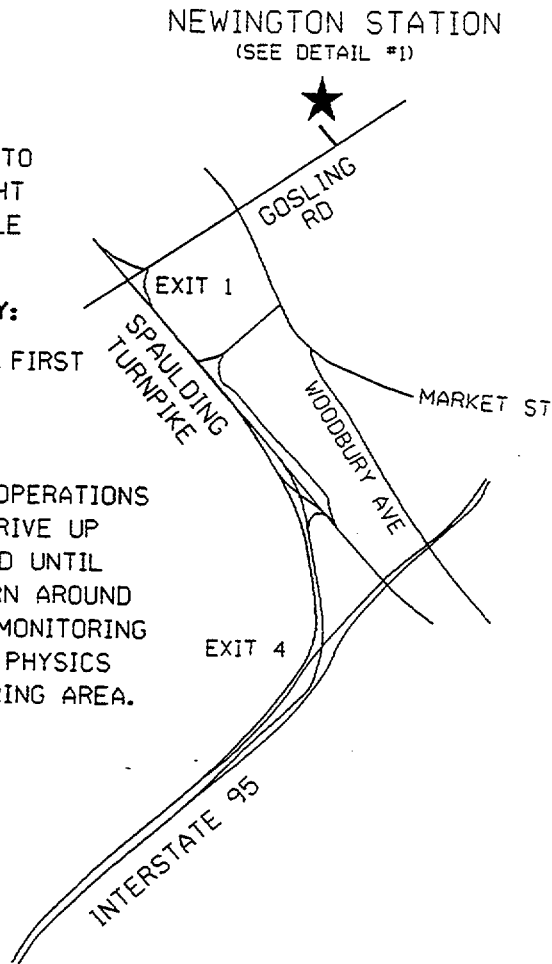 NEWINGTON STATION
(SEE DETAIL #1)
TO
HT
LE
Y:
FIRST
OPERATIONS
RIVE UP
D UNTIL
RN AROUND
MONITORING
PHYSICS
RING AREA.
GOSLING
RD
EXIT 1
SPAULDING
TURNPIKE
MARKET ST
WOODBURY AVE
EXIT 4
INTERSTATE 95